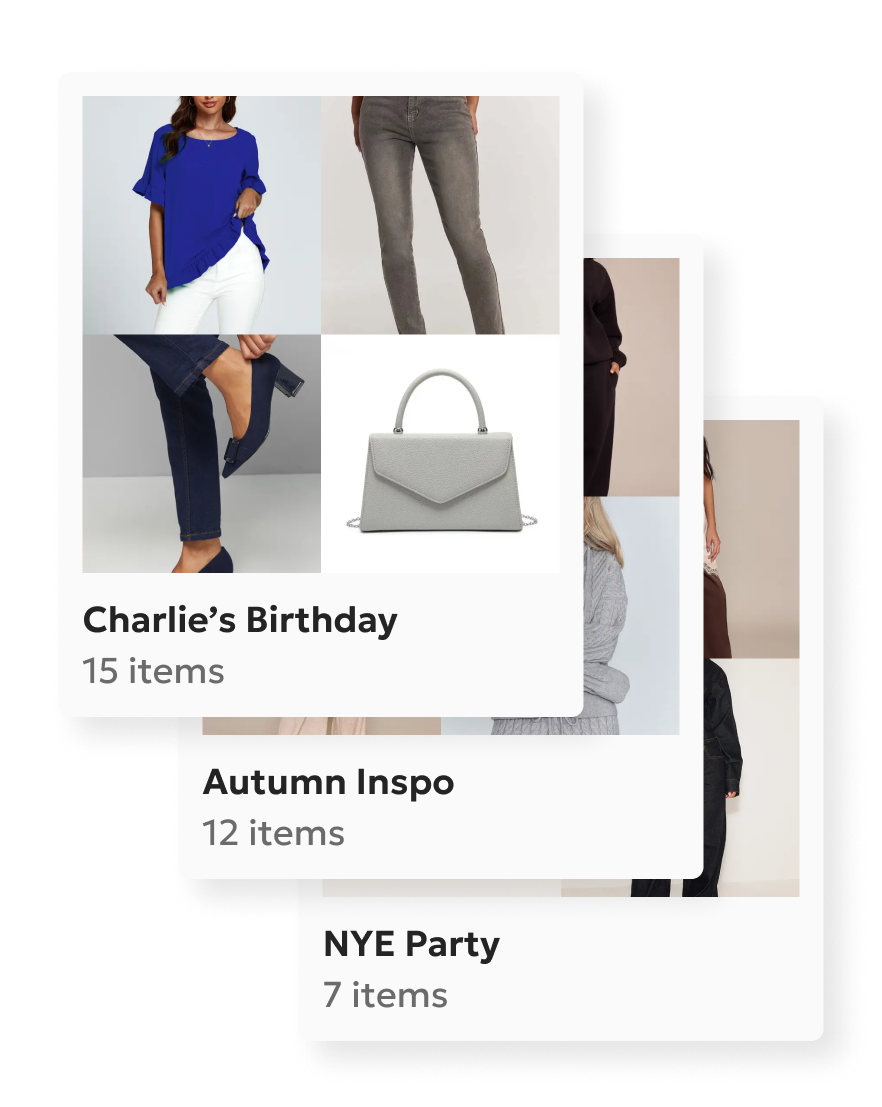 Charlie’s Birthday
15 items
Autumn Inspo
12 items
NYE Party
7 items